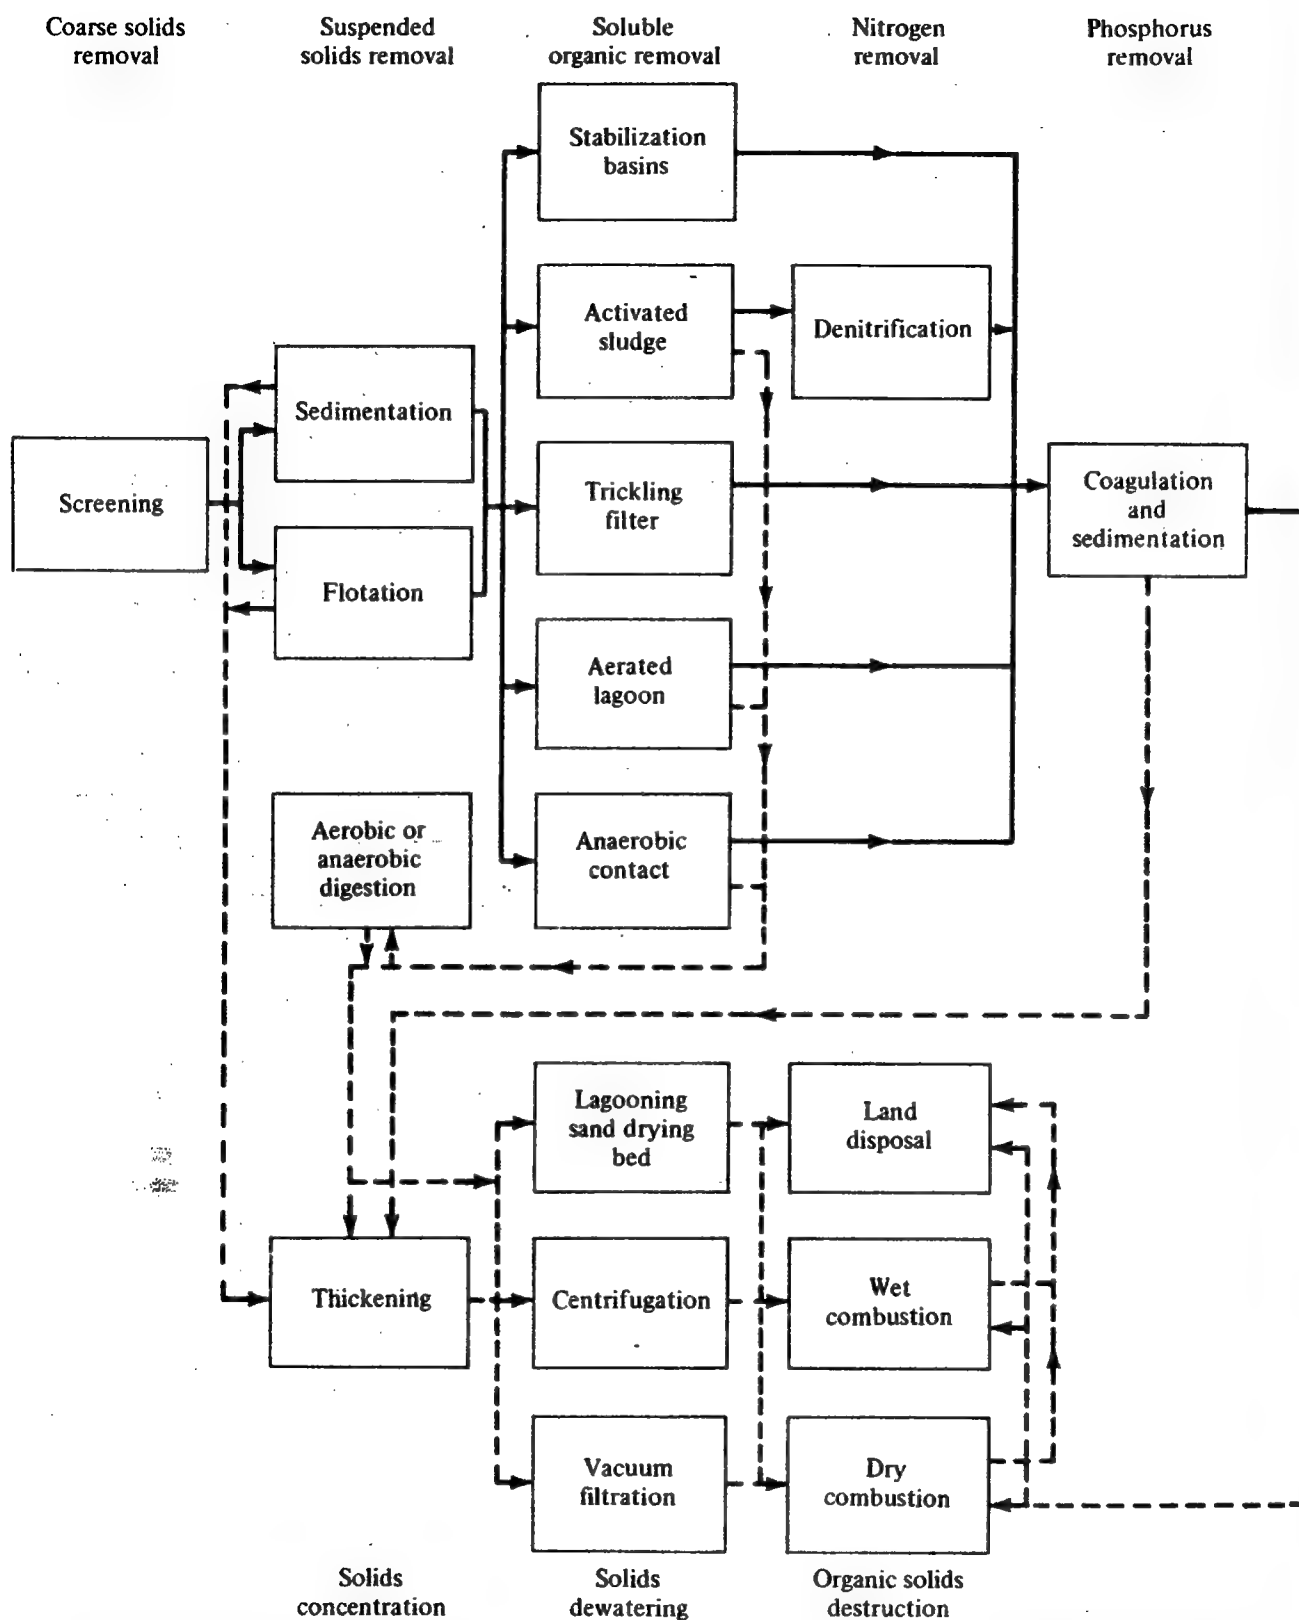 Coarse solids
removal
Suspended
solids removal
Soluble
organic removal
Nitrogen
removal
Phosphorus
removal
Stabilization
basins
Activated
sludge
Denitrification
Sedimentation
Screening
Trickling
filter
Coagulation
and
sedimentation
Flotation
Aerated
lagoon
Aerobic or
anaerobic
digestion
Anaerobic
contact
Lagooning
sand drying
bed
Land
disposal
Thickening
Centrifugation
Wet
combustion
Vacuum
filtration
Dry
combustion
Solids
concentration
Solids
dewatering
Organic solids
destruction